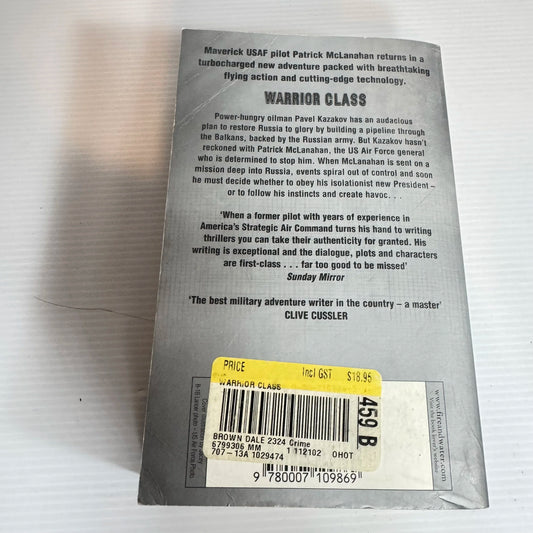 Maverick USAF pilot Patrick McLanahan returns in a
turbocharged new adventure packed with breathtaking
flying action and cutting-edge technology.
WARRIOR CLASS
Power-hungry oilman Pavel Kazakov has an audacious
plan to restore Russia to glory by building a pipeline through
the Balkans, backed by the Russian army. But Kazakov hasn't
reckoned with Patrick McLanahan, the US Air Force general
who is determined to stop him. When McLanahan is sent on a
mission deep into Russia, events spiral out of control and soon
he must decide whether to obey his isolationist new President –
or to follow his instincts and create havoc . . .
'When a former pilot with years of experience in
America's Strategic Air Command turns his hand to writing
thrillers you can take their authenticity for granted. His
writing is exceptional and the dialogue, plots and characters
are first-class . . . far too good to be missed'
Sunday Mirror
'The best military adventure writer in the country – a master'
CLIVE CUSSLER
PRICE Incl GST $18.95
WARRIOR CLASS
459 B
BROWN DALE 2324 Crime
6799306 MM 1 112102 OHOT
707-13A 1029474
9 780007 109869
www.fireandwater.com
Visit the book lover's website